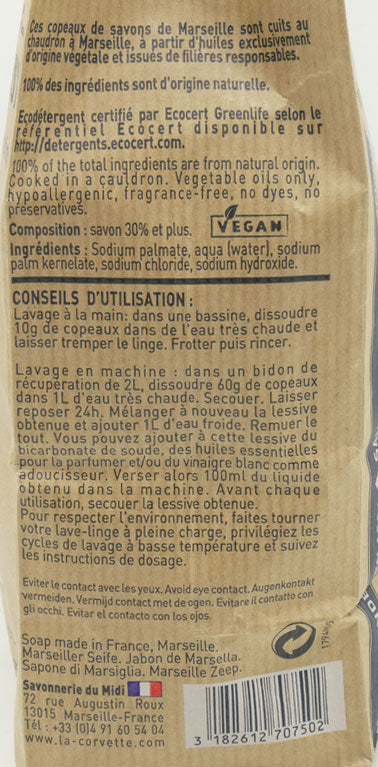 Ces copeaux de savons de Marseille sont cuits au
chaudron à Marseille, à partir d'huiles exclusivement
d'origine végétale et issues de filières responsables.
100% des ingrédients sont d'origine naturelle.
Ecodétergent certifié par Ecocert Greenlife selon le
référentiel Ecocert disponible sur
http://detergents.ecocert.com.
100% of the total ingredients are from natural origin.
Cooked in a cauldron. Vegetable oils only,
hypoallergenic, fragrance-free, no dyes, no
preservatives.
Composition : savon 30% et plus. VEGAN
Ingrédients : Sodium palmate, aqua (water), sodium
palm kernelate, sodium chloride, sodium hydroxide.
CONSEILS D'UTILISATION :
Lavage à la main: dans une bassine, dissoudre
10g de copeaux dans de l'eau très chaude et
laisser tremper le linge. Frotter puis rincer.
Lavage en machine : dans un bidon de
récupération de 2L, dissoudre 60g de copeaux
dans 1L d'eau très chaude. Secouer. Laisser
reposer 24h. Mélanger à nouveau la lessive
obtenue et ajouter 1L d'eau froide. Remuer le
tout. Vous pouvez ajouter à cette lessive du
bicarbonate de soude, des huiles essentielles
pour la parfumer et/ou du vinaigre blanc comme
adoucisseur. Verser alors 100ml du liquide
obtenu dans la machine. Avant chaque
utilisation, secouer la lessive obtenue.
Pour respecter l'environnement, faites tourner
votre lave-linge à pleine charge, privilégiez les
cycles de lavage à basse température et suivez
les instructions de dosage.
Eviter le contact avec les yeux. Avoid eye contact. Augenkontakt
vermeiden. Vermijd contact met de ogen. Evitare il contatto con
gli occhi. Evitar el contacto con los ojos.
Soap made in France, Marseille.
Marseiller Seife. Jabon de Marsella.
Sapone di Marsiglia. Marseille Zeep.
Savonnerie du Midi
72 rue Augustin Roux
13015 Marseille-France
Tél : +33 (0)4 91 60 54 04
www.la-corvette.com
3 182612 707502